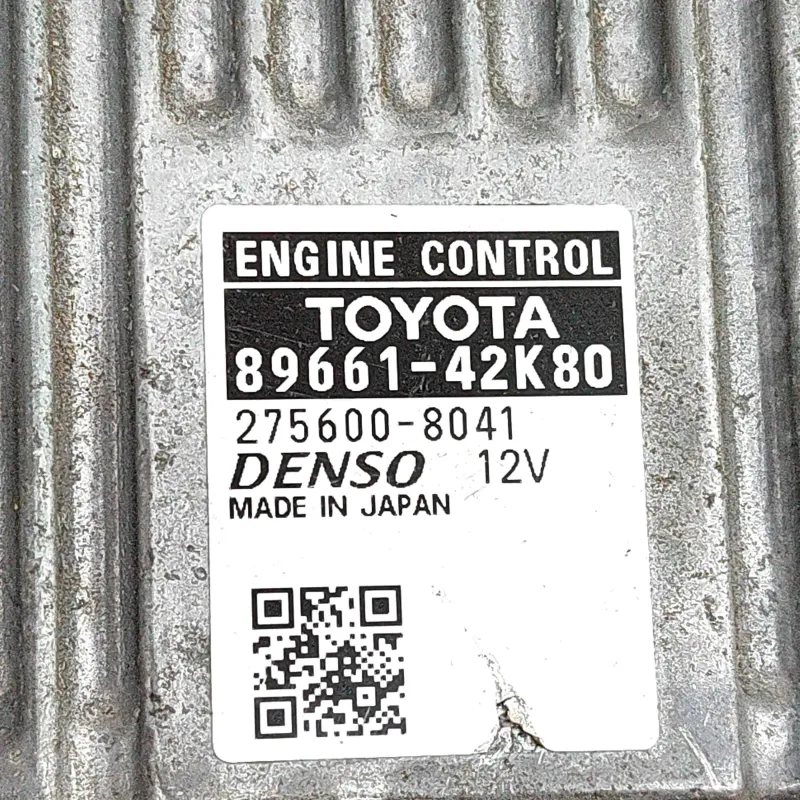 ENGINE CONTROL
TOYOTA
89661-42K80
275600-8041
DENSO 12V
MADE IN JAPAN